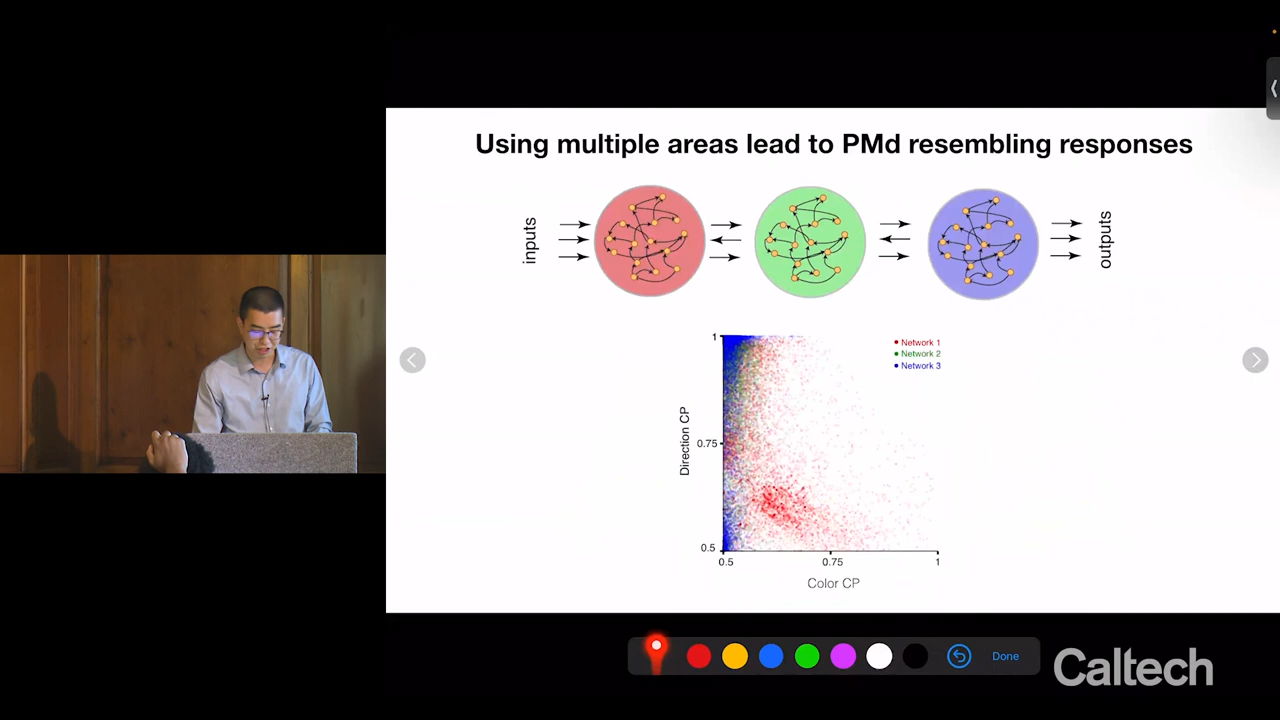 Using multiple areas lead to PMd resembling responses
inputs
outputs
1
Network 1
Network 2
Network 3
Direction CP
0.75
0.5
0.5
0.75
1
Color CP
Done
Caltech